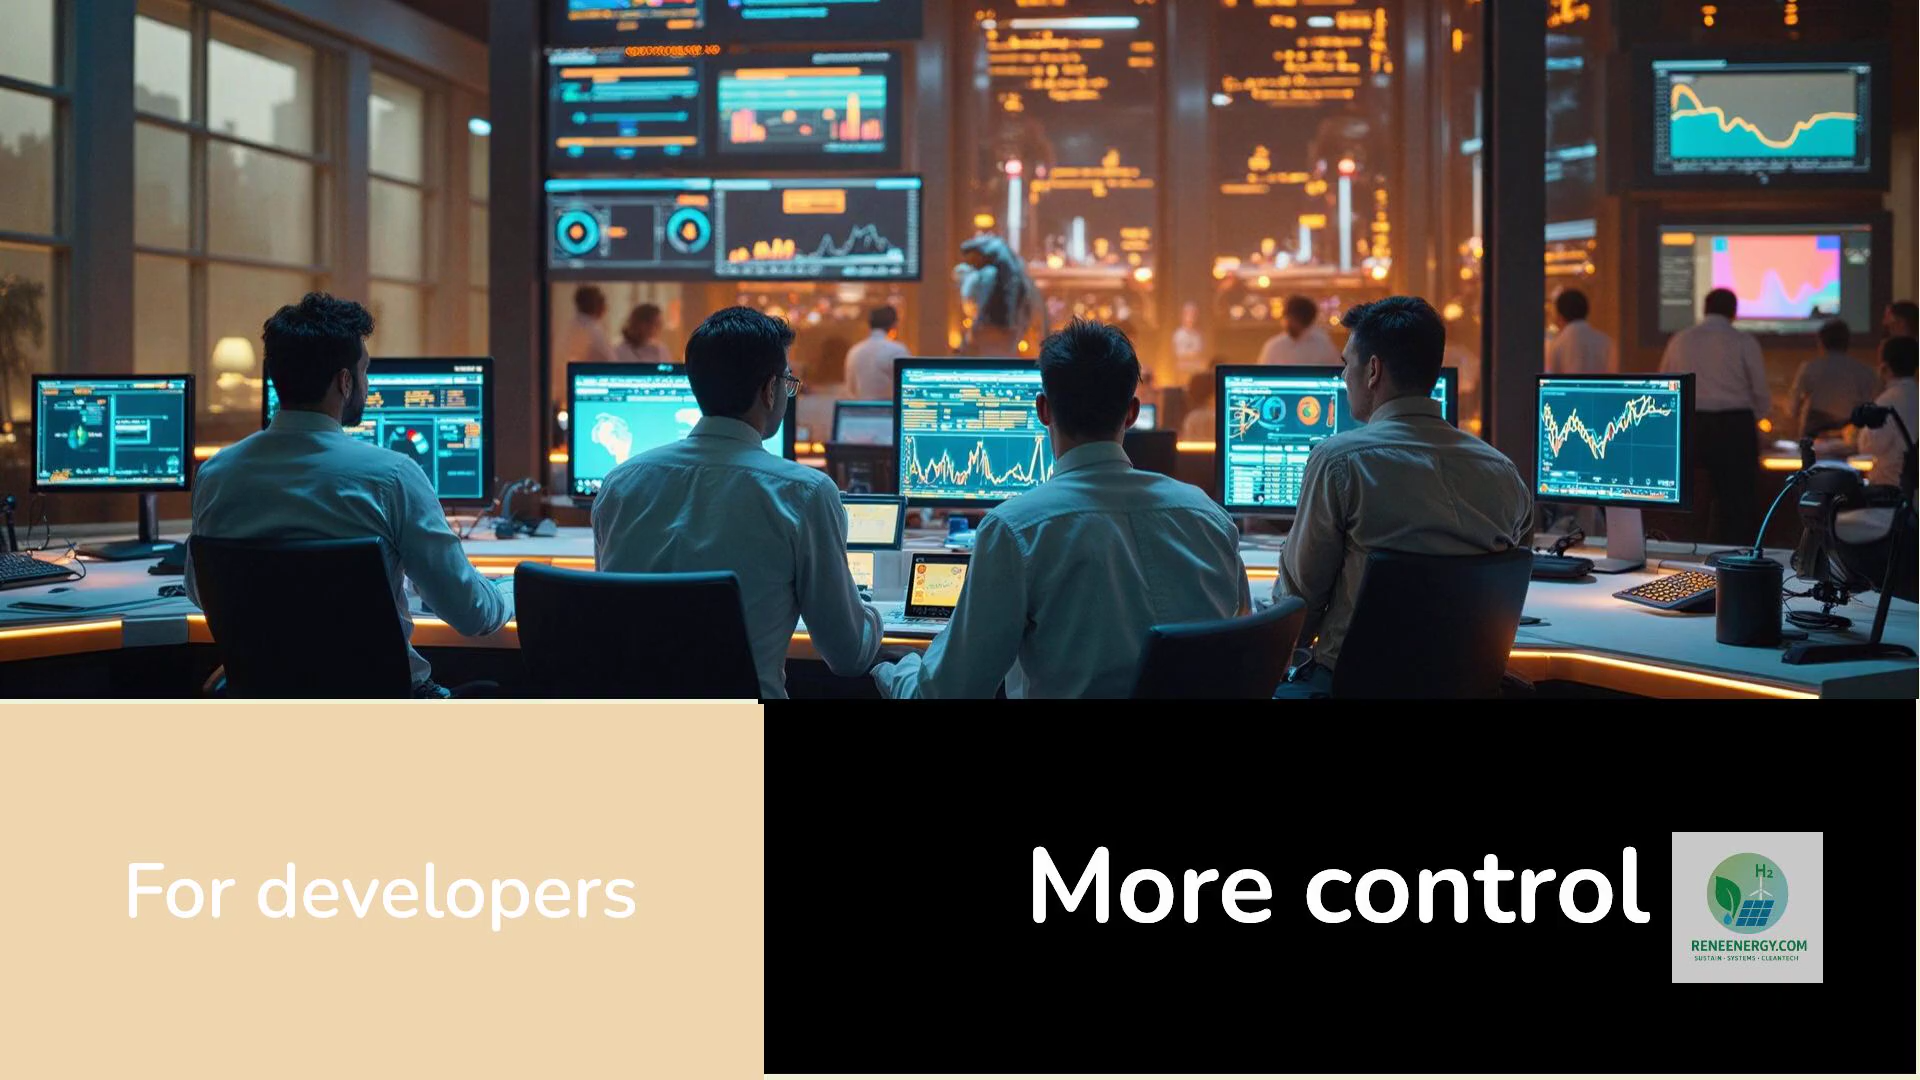 For developers
More control
H₂
RENEENERGY.COM
SUSTAIN · SYSTEMS · CLEANTECH